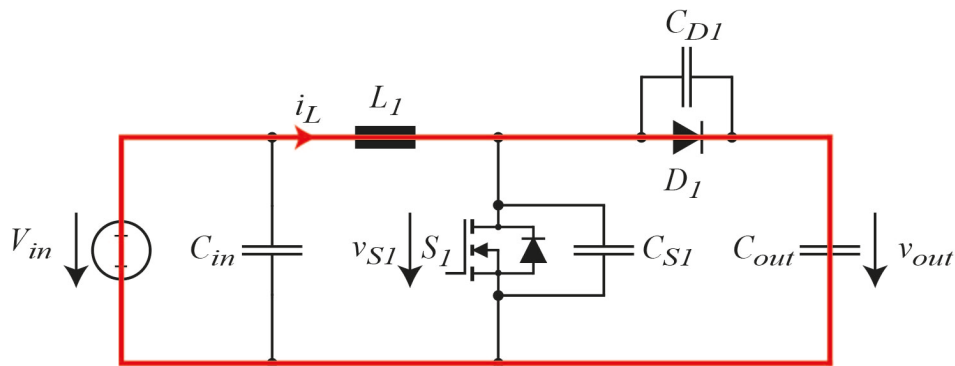 C_{D1}
i_L
L_1
D_1
V_{in}
C_{in}
v_{S1}
S_1
C_{S1}
C_{out}
v_{out}